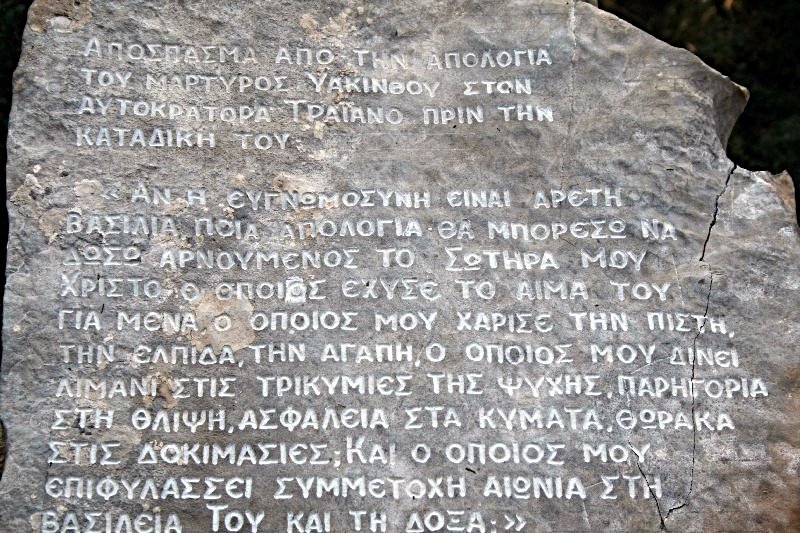 ΑΠΟΣΠΑΣΜΑ ΑΠΟ ΤΗΝ ΑΠΟΛΟΓΙΑ
ΤΟΥ ΜΑΡΤΥΡΟΣ ΥΑΚΙΝΘΟΥ ΣΤΟΝ
ΑΥΤΟΚΡΑΤΟΡΑ ΤΡΑΪΑΝΟ ΠΡΙΝ ΤΗΝ
ΚΑΤΑΔΙΚΗ ΤΟΥ:
«ΑΝ Η ΕΥΓΝΩΜΟΣΥΝΗ ΕΙΝΑΙ ΑΡΕΤΗ
ΒΑΣΙΛΙΑ ΠΟΙΑ ΑΠΟΛΟΓΙΑ ΘΑ ΜΠΟΡΕΣΩ ΝΑ
ΔΩΣΩ ΑΡΝΟΥΜΕΝΟΣ ΤΟ ΣΩΤΗΡΑ ΜΟΥ
ΧΡΙΣΤΟ Ο ΟΠΟΙΟΣ ΕΧΥΣΕ ΤΟ ΑΙΜΑ ΤΟΥ
ΓΙΑ ΜΕΝΑ, Ο ΟΠΟΙΟΣ ΜΟΥ ΧΑΡΙΣΕ ΤΗΝ ΠΙΣΤΗ,
ΤΗΝ ΕΛΠΙΔΑ, ΤΗΝ ΑΓΑΠΗ, Ο ΟΠΟΙΟΣ ΜΟΥ ΔΙΝΕΙ
ΛΙΜΑΝΙ ΣΤΙΣ ΤΡΙΚΥΜΙΕΣ ΤΗΣ ΨΥΧΗΣ, ΠΑΡΗΓΟΡΙΑ
ΣΤΗ ΘΛΙΨΗ, ΑΣΦΑΛΕΙΑ ΣΤΑ ΚΥΜΑΤΑ, ΘΩΡΑΚΑ
ΣΤΙΣ ΔΟΚΙΜΑΣΙΕΣ; ΚΑΙ Ο ΟΠΟΙΟΣ ΜΟΥ
ΕΠΙΦΥΛΑΣΣΕΙ ΣΥΜΜΕΤΟΧΗ ΑΙΩΝΙΑ ΣΤΗ
ΒΑΣΙΛΕΙΑ ΤΟΥ ΚΑΙ ΤΗ ΔΟΞΑ;»